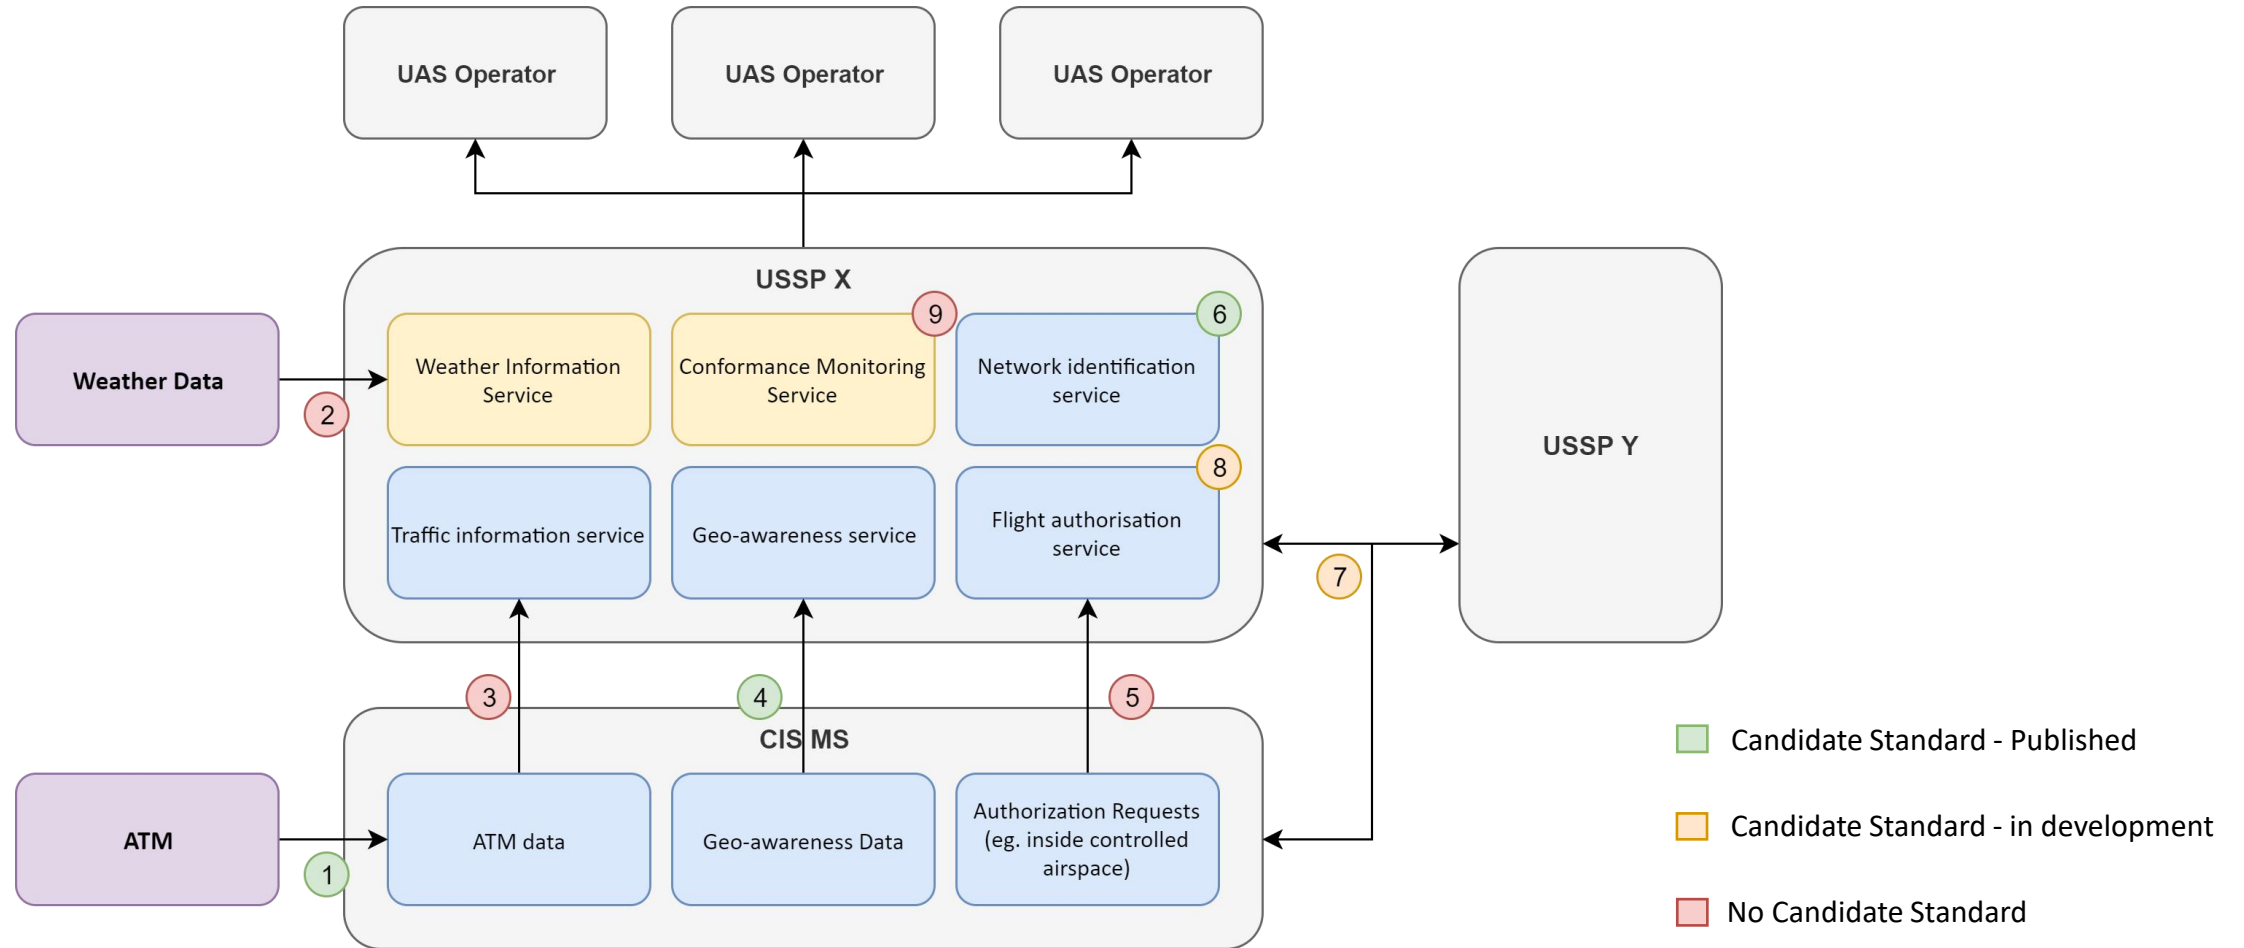 UAS Operator
UAS Operator
UAS Operator
USSP X
9
6
Weather Data
2
Weather Information
Service
Conformance Monitoring
Service
Network identification
service
8
USSP Y
Traffic information service
Geo-awareness service
Flight authorisation
service
7
3
4
5
CIS MS
ATM
1
ATM data
Geo-awareness Data
Authorization Requests
(eg. inside controlled
airspace)
Candidate Standard - Published
Candidate Standard - in development
No Candidate Standard